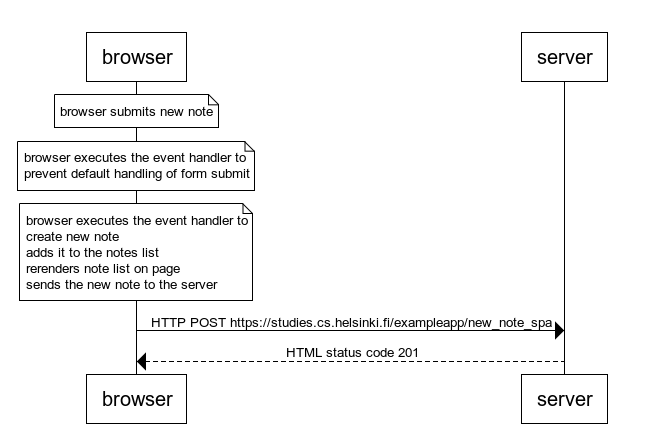 browser
server
browser submits new note
browser executes the event handler to
prevent default handling of form submit
browser executes the event handler to
create new note
adds it to the notes list
rerenders note list on page
sends the new note to the server
HTTP POST https://studies.cs.helsinki.fi/exampleapp/new_note_spa
HTML status code 201
browser
server